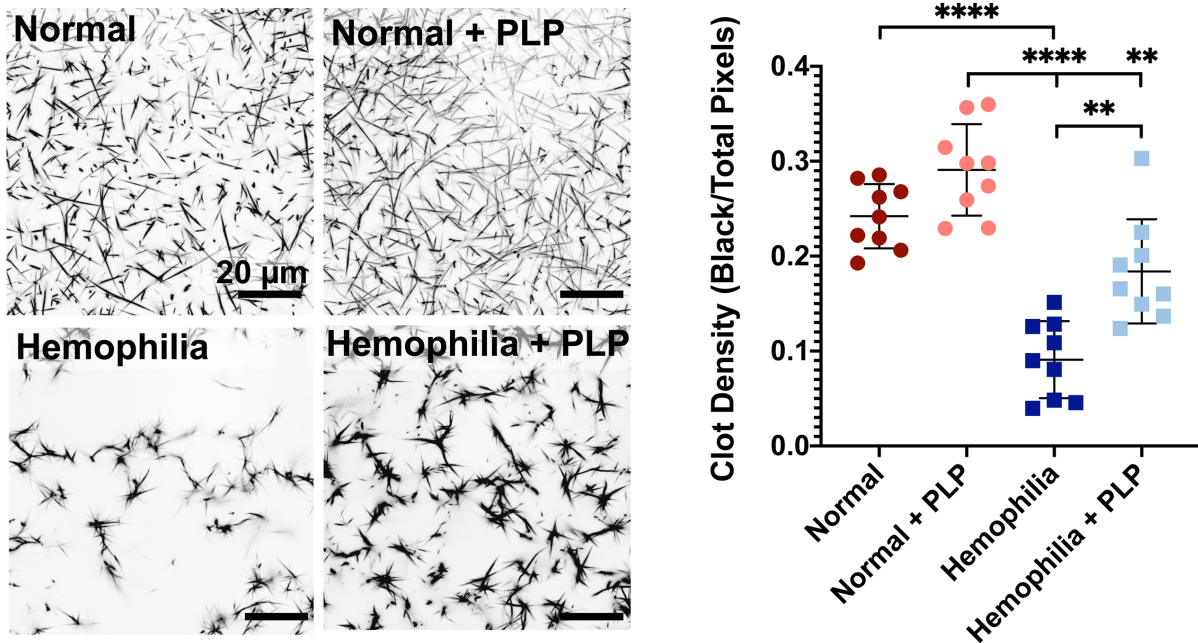 Normal
Normal + PLP
20 µm
Hemophilia
Hemophilia + PLP
****
**** **
**
Clot Density (Black/Total Pixels)
0.4
0.3
0.2
0.1
0.0
Normal
Normal + PLP
Hemophilia
Hemophilia + PLP